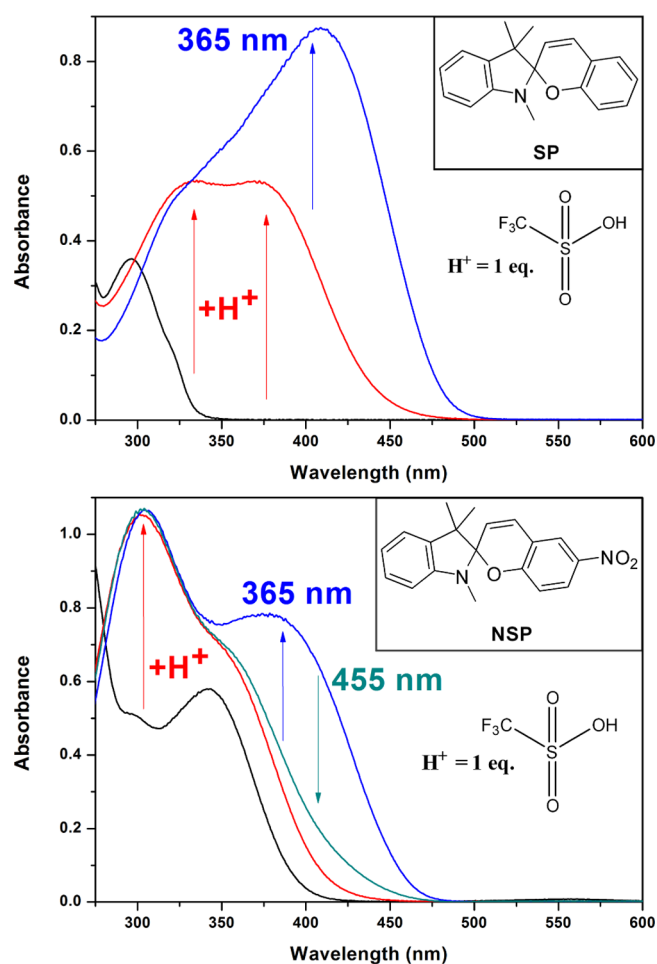 365 nm
0.8
0.6
0.4
0.2
0.0
Absorbance
+H+
O
N
SP
O
F3C
S
OH
O
H+ = 1 eq.
300 350 400 450 500 550 600
Wavelength (nm)
1.0
0.8
0.6
0.4
0.2
0.0
Absorbance
+H+
365 nm
455 nm
O
N
NO2
NSP
O
F3C
S
OH
O
H+ = 1 eq.
300 350 400 450 500 550 600
Wavelength (nm)